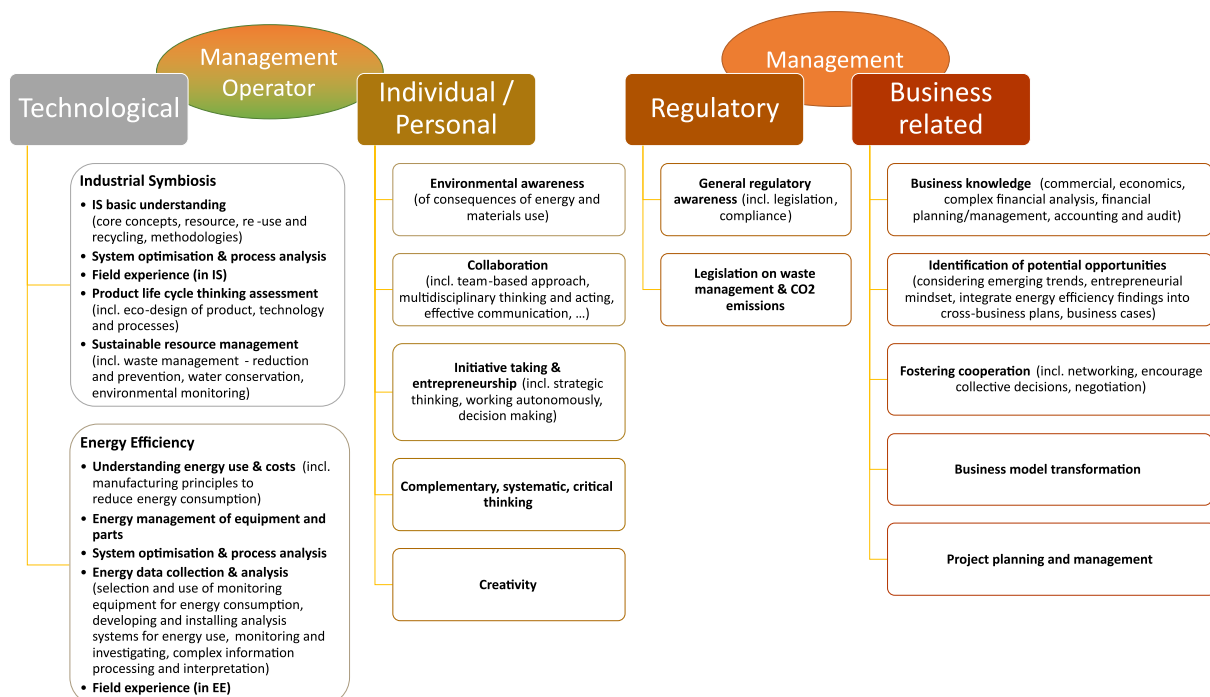 Management
Operator
Management
Technological
Individual /
Personal
Regulatory
Business
related
Industrial Symbiosis
• IS basic understanding
(core concepts, resource, re -use and
recycling, methodologies)
• System optimisation & process analysis
• Field experience (in IS)
• Product life cycle thinking assessment
(incl. eco-design of product, technology
and processes)
• Sustainable resource management
(incl. waste management - reduction
and prevention, water conservation,
environmental monitoring)
Energy Efficiency
• Understanding energy use & costs (incl.
manufacturing principles to
reduce energy consumption)
• Energy management of equipment and
parts
• System optimisation & process analysis
• Energy data collection & analysis
(selection and use of monitoring
equipment for energy consumption,
developing and installing analysis
systems for energy use, monitoring and
investigating, complex information
processing and interpretation)
• Field experience (in EE)
Environmental awareness
(of consequences of energy and
materials use)
Collaboration
(incl. team-based approach,
multidisciplinary thinking and acting,
effective communication, ...)
Initiative taking &
entrepreneurship (incl. strategic
thinking, working autonomously,
decision making)
Complementary, systematic, critical
thinking
Creativity
General regulatory
awareness (incl. legislation,
compliance)
Legislation on waste
management & CO2
emissions
Business knowledge (commercial, economics,
complex financial analysis, financial
planning/management, accounting and audit)
Identification of potential opportunities
(considering emerging trends, entrepreneurial
mindset, integrate energy efficiency findings into
cross-business plans, business cases)
Fostering cooperation (incl. networking, encourage
collective decisions, negotiation)
Business model transformation
Project planning and management